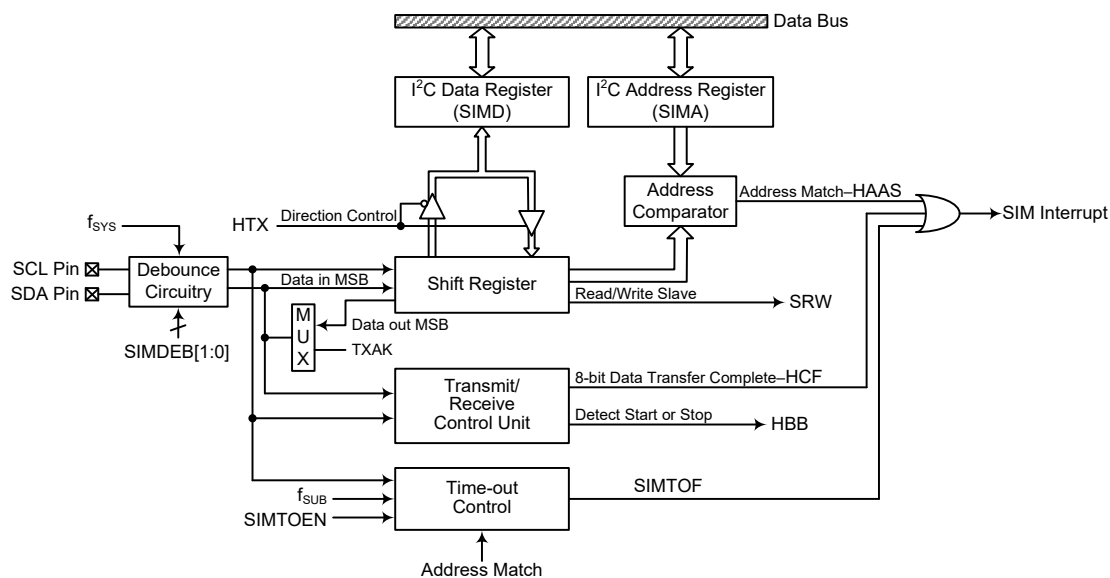 Data Bus
I²C Data Register
(SIMD)
I²C Address Register
(SIMA)
Address
Comparator
Address Match–HAAS
SIM Interrupt
HTX
Direction Control
fSYS
SCL Pin
SDA Pin
Debounce
Circuitry
SIMDEB[1:0]
Data in MSB
Shift Register
Read/Write Slave
SRW
M
U
X
Data out MSB
TXAK
Transmit/
Receive
Control Unit
8-bit Data Transfer Complete–HCF
Detect Start or Stop
HBB
fSUB
SIMTOEN
Time-out
Control
SIMTOF
Address Match